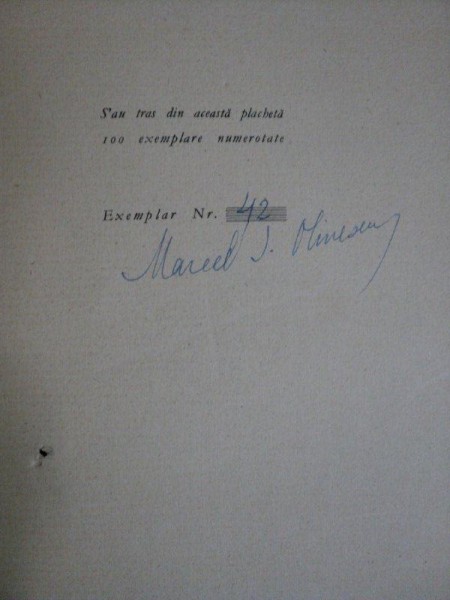 S'au tras din această plachetă
100 exemplare numerotate
Exemplar Nr. 42
Marcel I. Olinescu